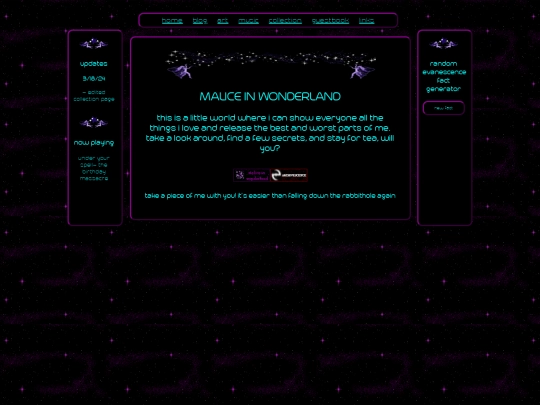 home blog art music collection guestbook links
updates
3/16/24
- added
collection page
now playing
under your
spell- the
birthday
massacre
MALICE IN WONDERLAND
this is a little world where i can show everyone all the
things i love and release the best and worst parts of me.
take a look around, find a few secrets, and stay for tea, will
you?
take a piece of me with you! it's easier than falling down the rabbithole again
random
evanescence
fact
generator
new fact